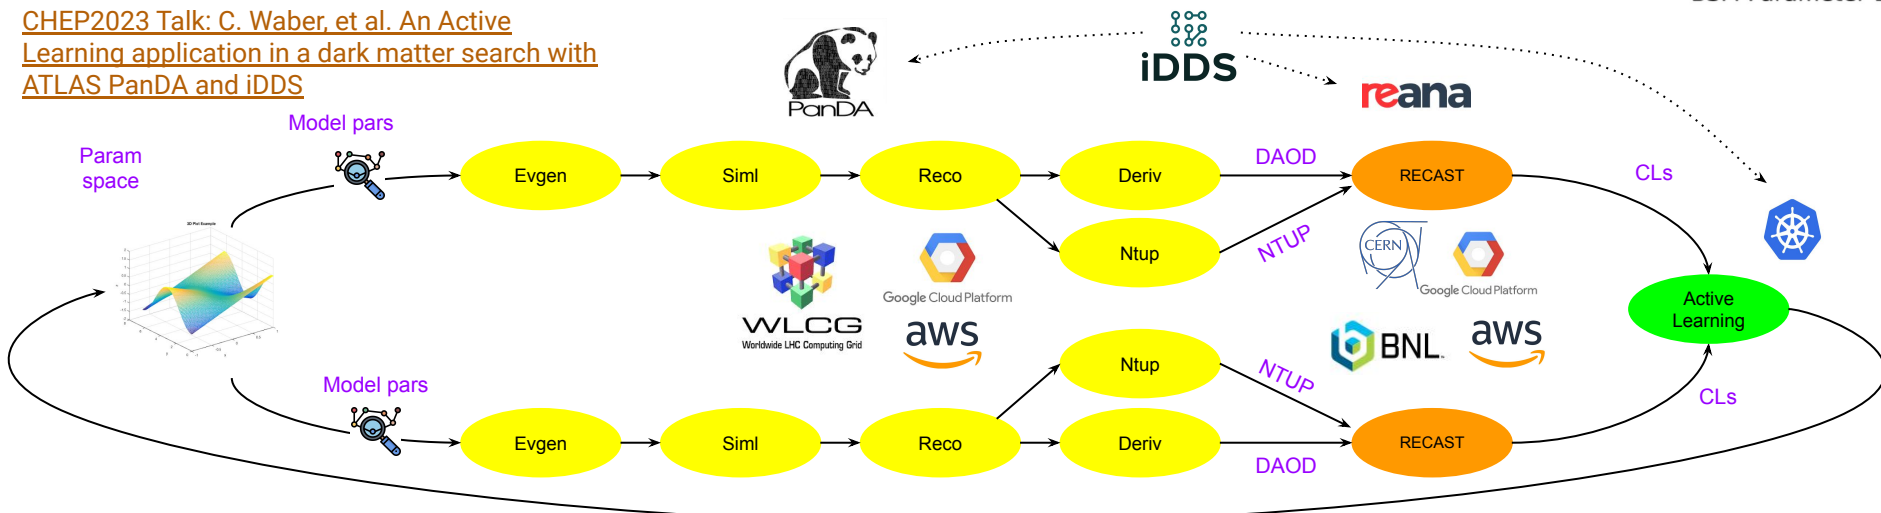 CHEP2023 Talk: C. Waber, et al. An Active
Learning application in a dark matter search with
ATLAS PanDA and iDDS
PanDA
iDDS
reana
Model pars
Param
space
Evgen
Siml
Reco
Deriv
DAOD
RECAST
CLs
Ntup
NTUP
3D Plot Example
WLCG
Worldwide LHC Computing Grid
Google Cloud Platform
aws
CERN
Google Cloud Platform
BNL
aws
Active
Learning
Ntup
NTUP
Model pars
CLs
Evgen
Siml
Reco
Deriv
DAOD
RECAST